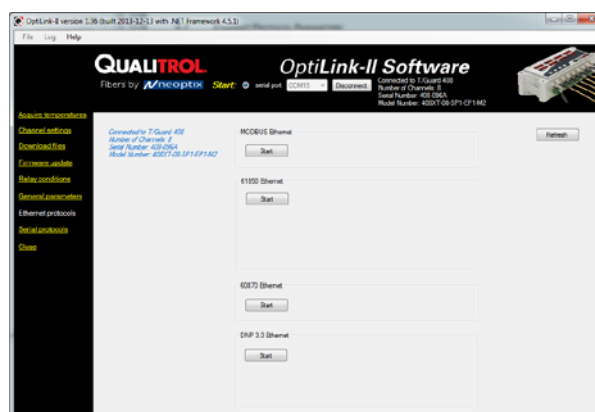 OptiLink-II version 1.36 (built 2013-12-13) with .NET framework 4.5.1)
File Log Help
QUALITROL
OptiLink-II Software
Fibers by Neoptix
Start: serial port COM15 Disconnect
Connected to T/Guard 408
Number of Channels: 8
Serial Number: 408-096A
Model Number: 408XT-08-SP1-EP1-M2
Acquire temperatures
Channel settings
Download files
Firmware update
Relay conditions
General parameters
Ethernet protocols
Serial protocols
Close
Connected to T/Guard 408
Number of Channels: 8
Serial Number: 408-096A
Model Number: 408XT-08-SP1-EP1-M2
MODBUS Ethernet
Start
Refresh
61850 Ethernet
Start
60870 Ethernet
Start
DNP 3.0 Ethernet
Start